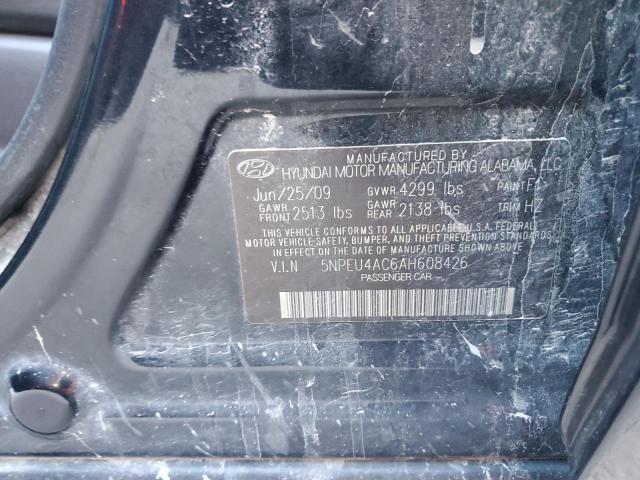 MANUFACTURED BY
HYUNDAI MOTOR MANUFACTURING ALABAMA, LLC
Jun/25/09 GVWR 4299 lbs PAINT
GAWR FRONT 2513 lbs GAWR REAR 2138 lbs TRIM HZ
THIS VEHICLE CONFORMS TO ALL APPLICABLE U.S.A. FEDERAL
MOTOR VEHICLE SAFETY, BUMPER, AND THEFT PREVENTION STANDARDS
IN EFFECT ON THE DATE OF MANUFACTURE SHOWN ABOVE.
V.I.N 5NPEU4AC6AH608426
PASSENGER CAR